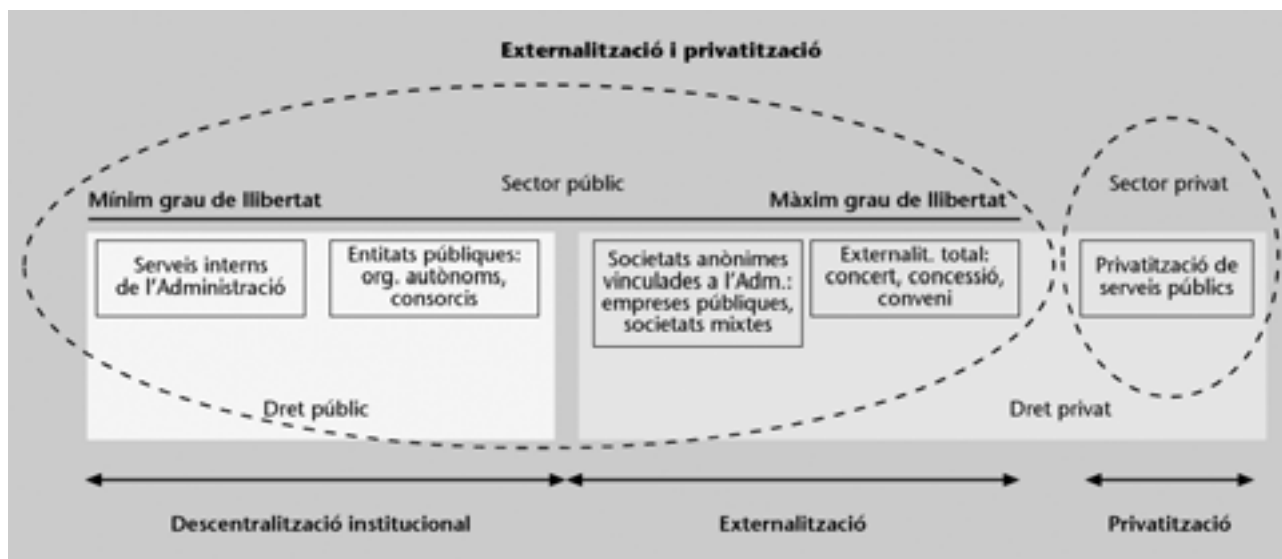 Externalització i privatització
Sector públic
Sector privat
Mínim grau de llibertat
Màxim grau de llibertat
Serveis interns
de l'Administració
Entitats públiques:
org. autònoms,
consorcis
Societats anònimes
vinculades a l'Adm.:
empreses públiques,
societats mixtes
Externalit. total:
concert, concessió,
conveni
Privatització de
serveis públics
Dret públic
Dret privat
Descentralització institucional
Externalització
Privatització